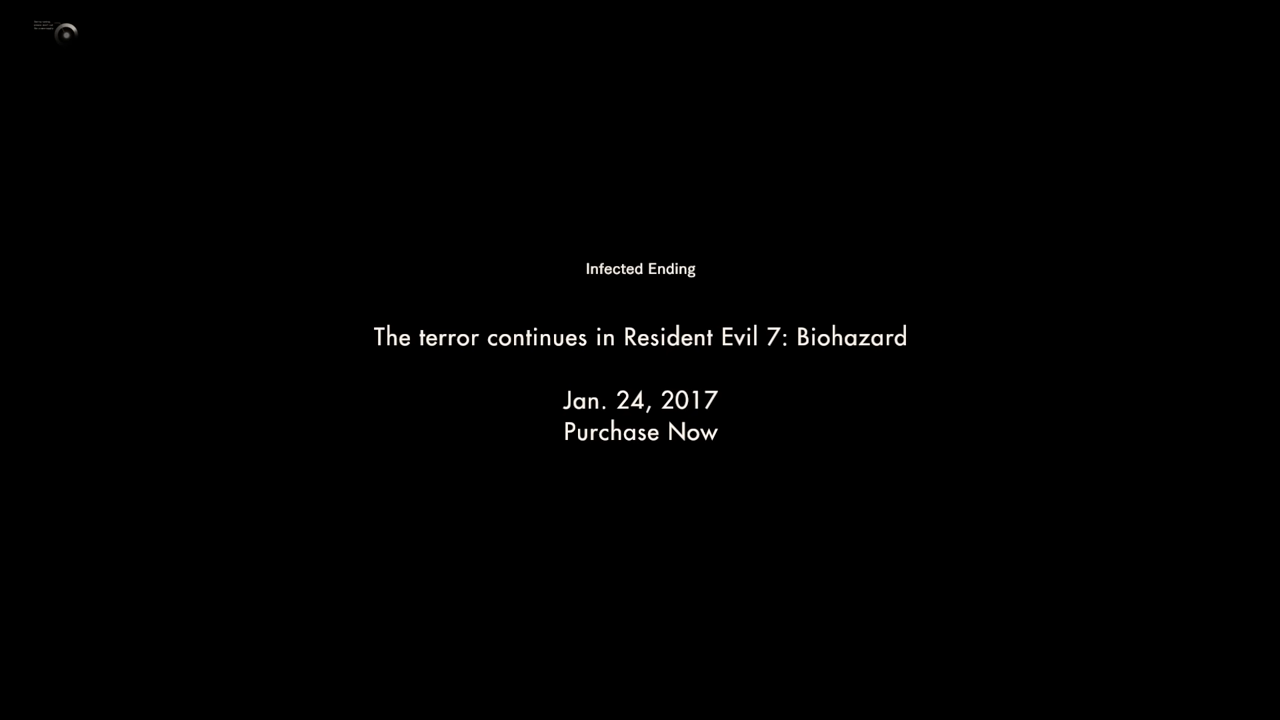 Infected Ending
The terror continues in Resident Evil 7: Biohazard
Jan. 24, 2017
Purchase Now